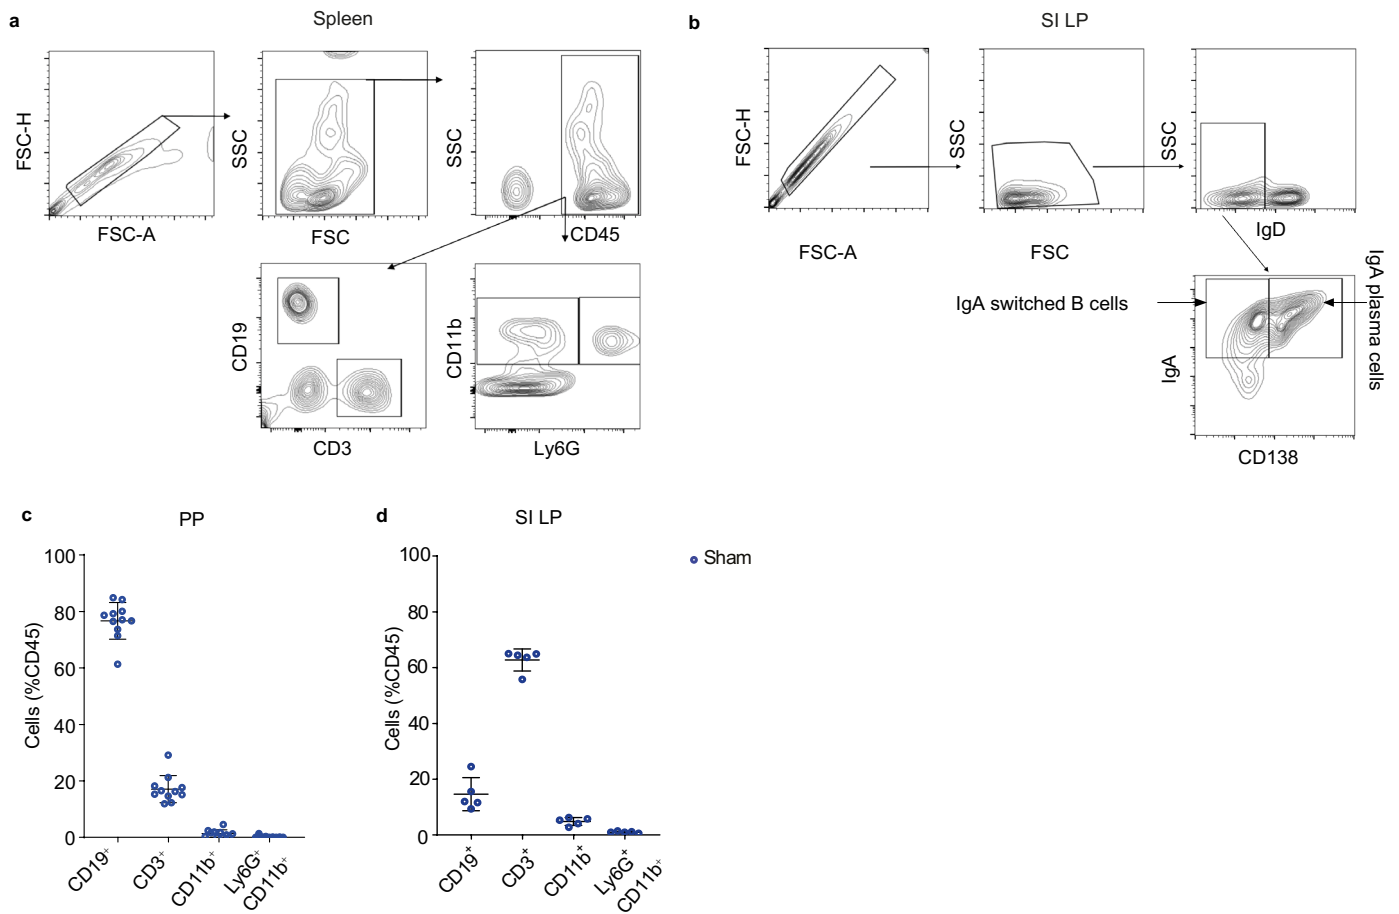 a
Spleen
FSC-H
FSC-A
SSC
FSC
SSC
CD45
CD19
CD3
CD11b
Ly6G
b
SI LP
FSC-H
FSC-A
SSC
FSC
SSC
IgD
IgA switched B cells
IgA plasma cells
IgA
CD138
c
PP
Cells (%CD45)
100
80
60
40
20
0
CD19+
CD3+
CD11b+
Ly6G+
CD11b+
d
SI LP
Cells (%CD45)
100
80
60
40
20
0
CD19+
CD3+
CD11b+
Ly6G+
CD11b+
Sham